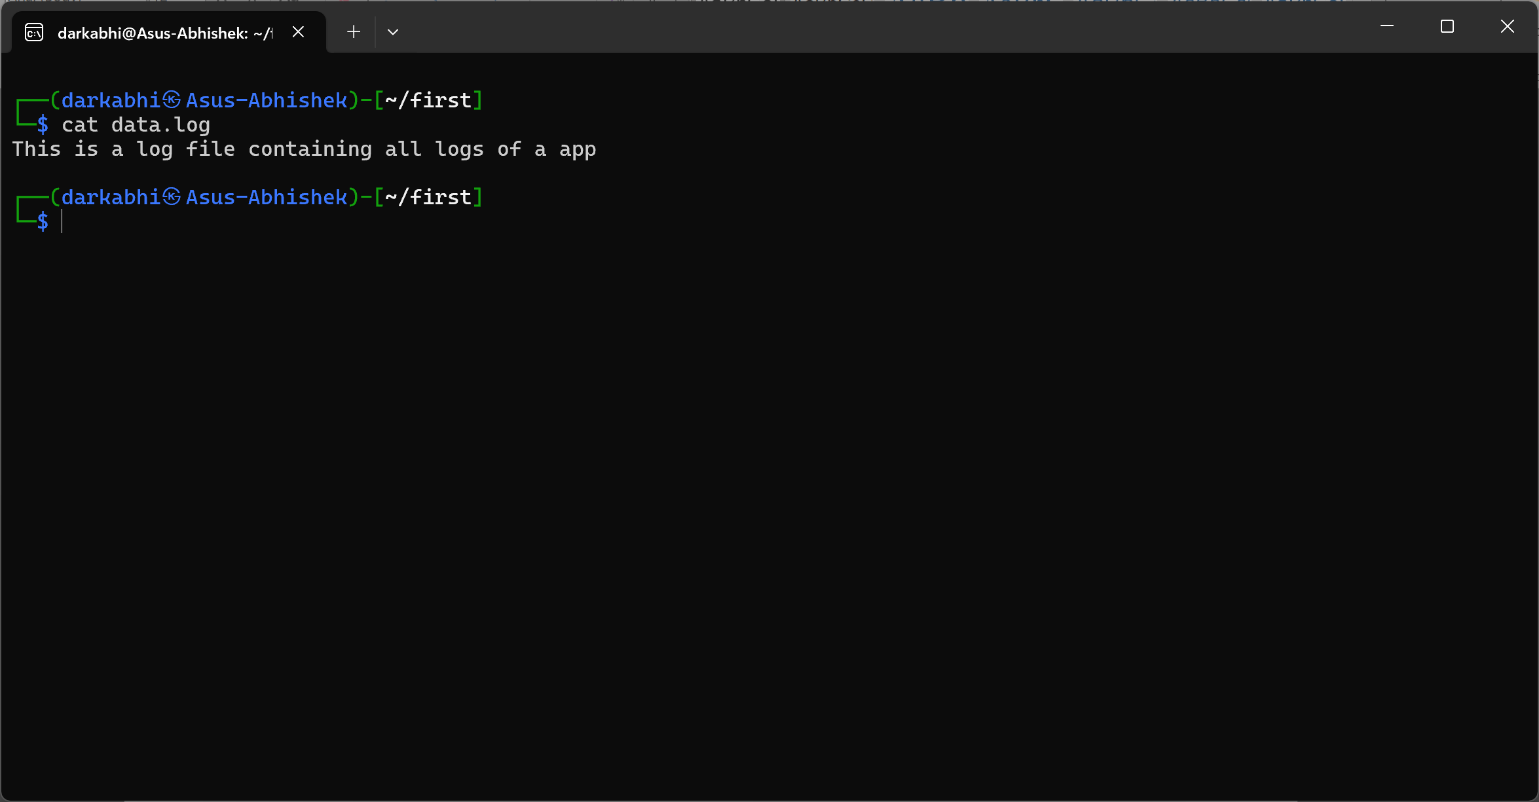 darkabhi@Asus-Abhishek: ~/
┌──(darkabhi㉿Asus-Abhishek)-[~/first]
└─$ cat data.log
This is a log file containing all logs of a app
┌──(darkabhi㉿Asus-Abhishek)-[~/first]
└─$